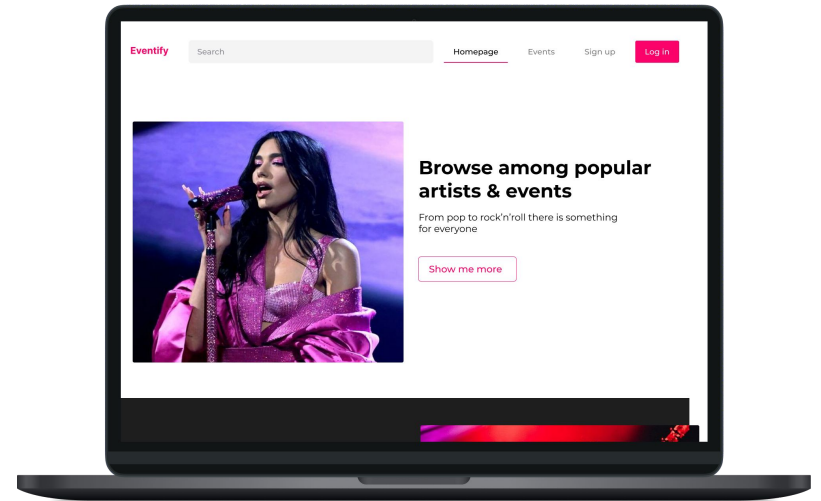 Eventify
Search
Homepage
Events
Sign up
Log in
Browse among popular
artists & events
From pop to rock’n’roll there is something
for everyone
Show me more